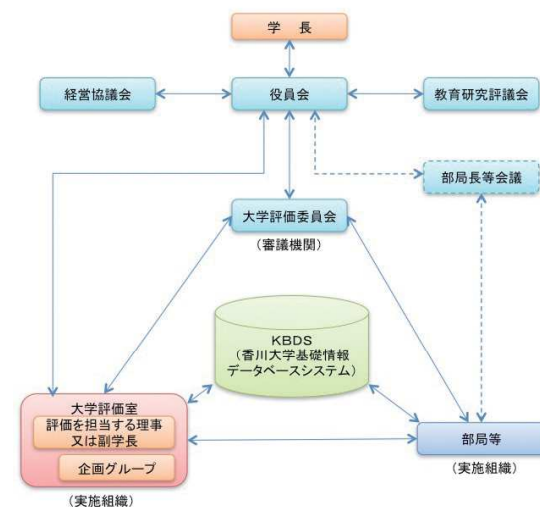 学 長
経営協議会
役員会
教育研究評議会
部局長等会議
大学評価委員会
(審議機関)
KBDS
(香川大学基礎情報
データベースシステム)
大学評価室
評価を担当する理事
又は副学長
企画グループ
(実施組織)
部局等
(実施組織)